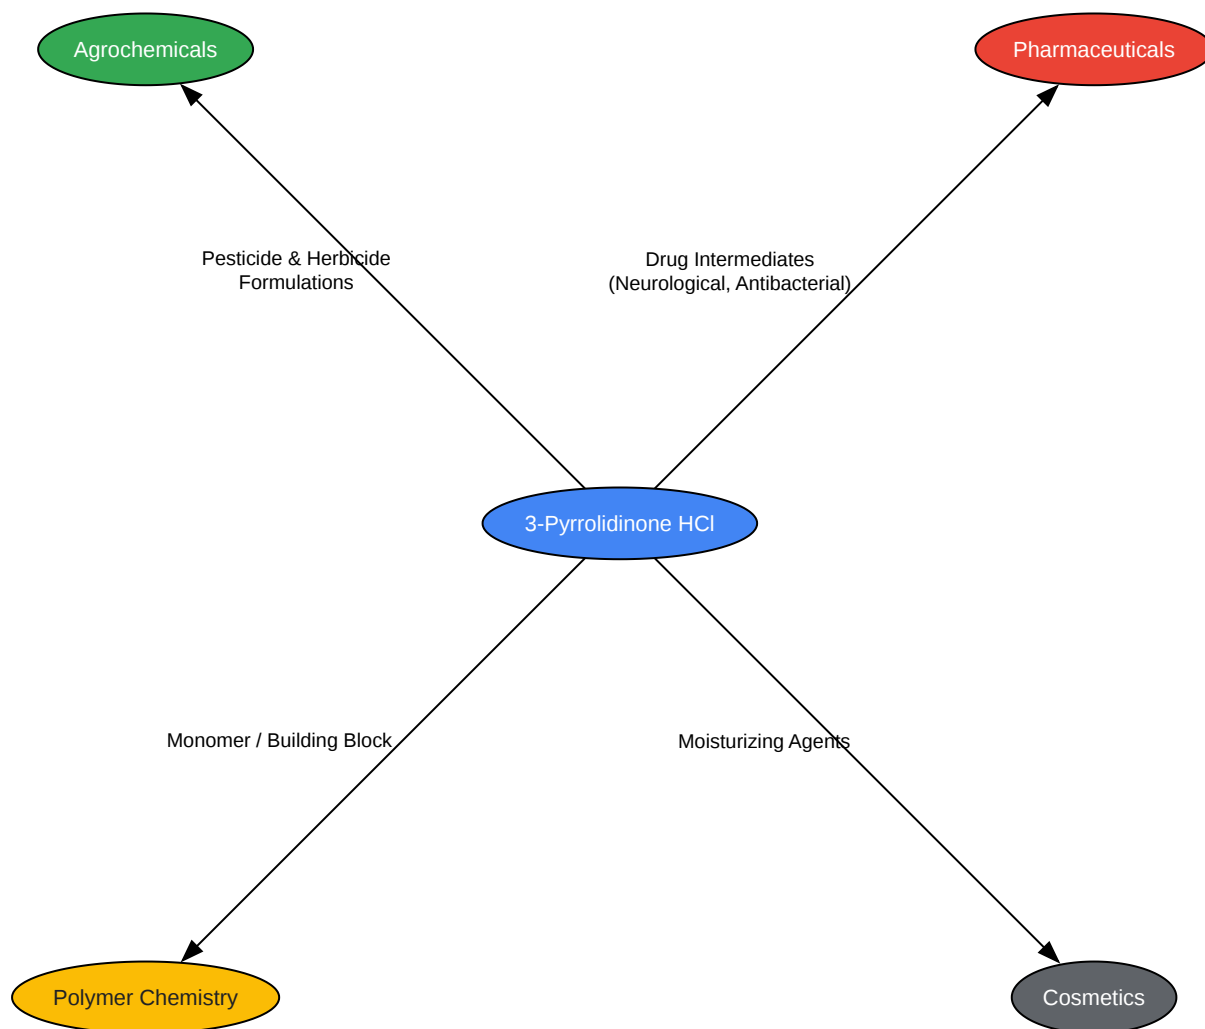 Agrochemicals
Pharmaceuticals
Pesticide & Herbicide
Formulations
Drug Intermediates
(Neurological, Antibacterial)
3-Pyrrolidinone HCl
Monomer / Building Block
Moisturizing Agents
Polymer Chemistry
Cosmetics